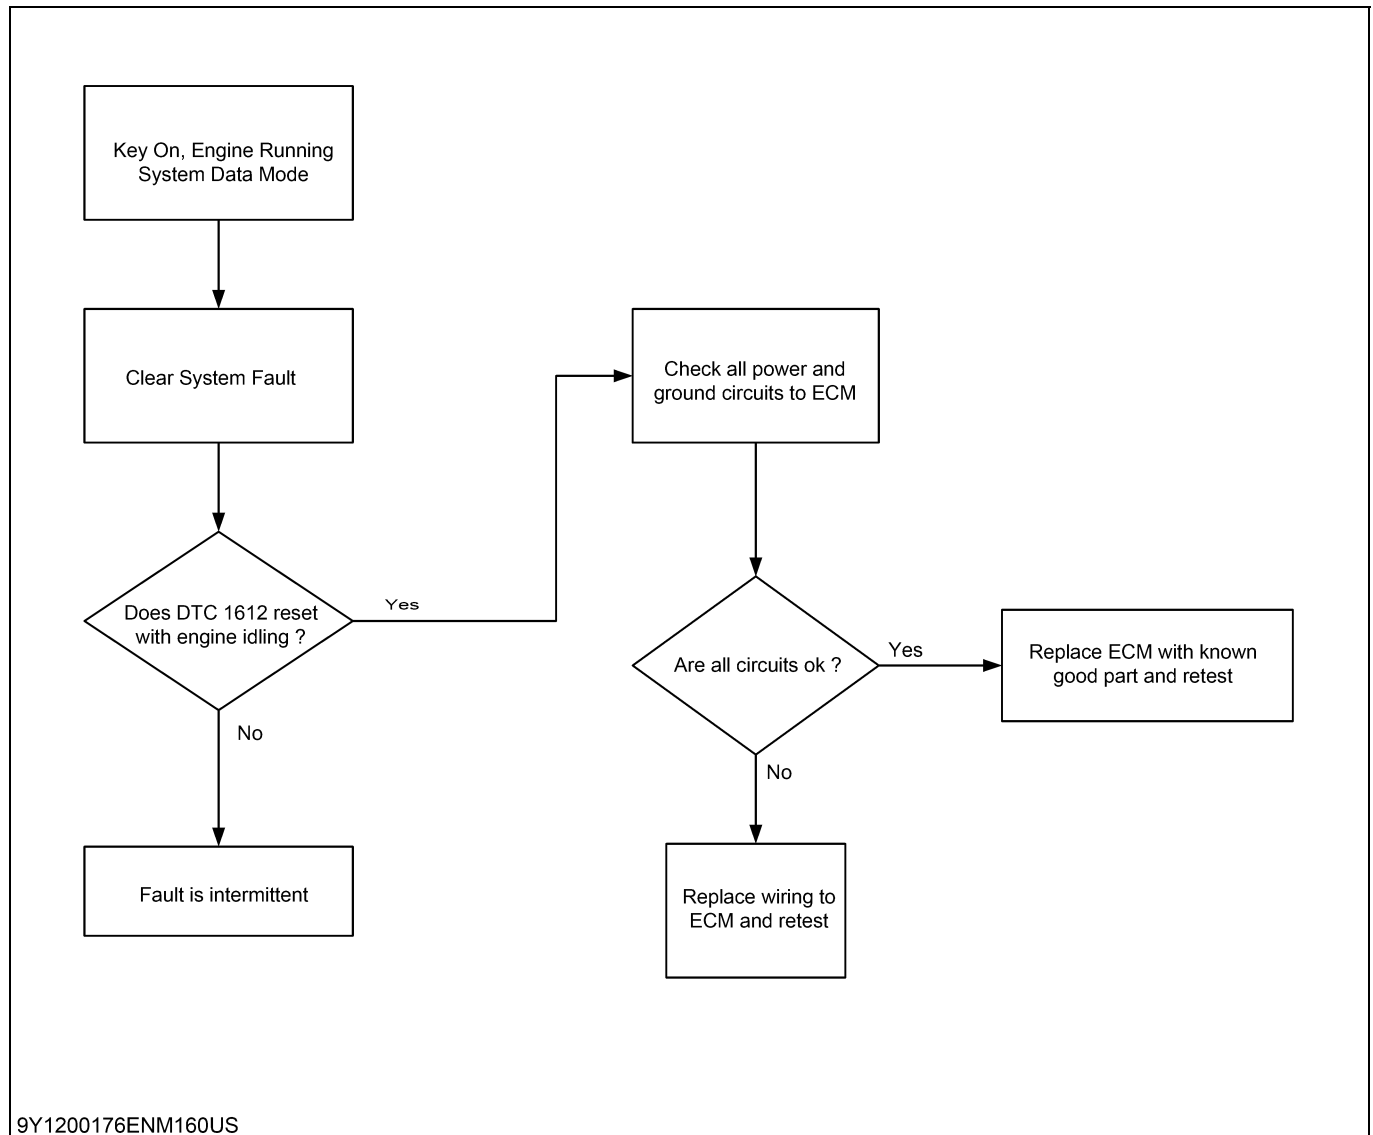 Key On, Engine Running
System Data Mode
Clear System Fault
Does DTC 1612 reset
with engine idling ?
Yes
No
Fault is intermittent
Check all power and
ground circuits to ECM
Are all circuits ok ?
Yes
Replace ECM with known
good part and retest
No
Replace wiring to
ECM and retest
9Y1200176ENM160US